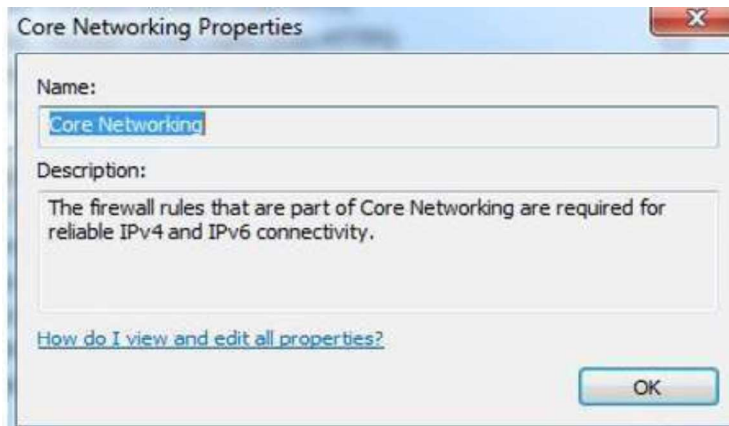 Core Networking Properties
Name:
Core Networking
Description:
The firewall rules that are part of Core Networking are required for
reliable IPv4 and IPv6 connectivity.
How do I view and edit all properties?
OK